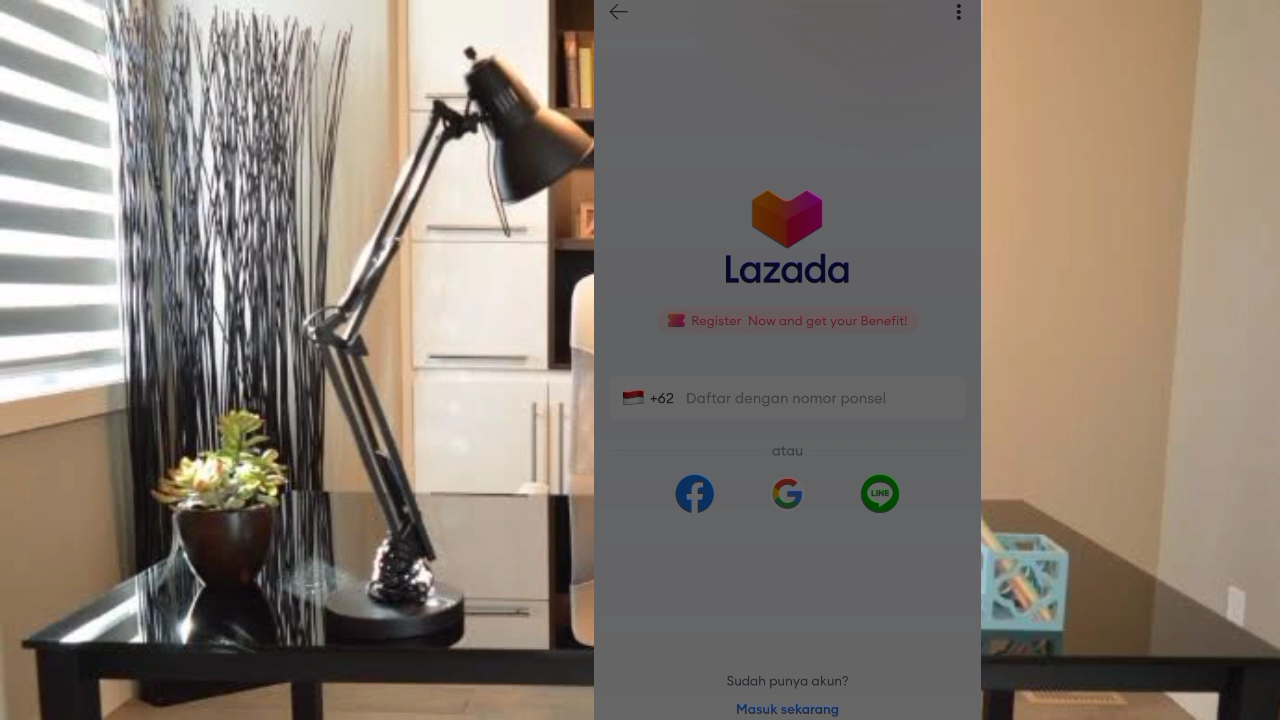 Lazada
Register Now and get your Benefit!
+62 Daftar dengan nomor ponsel
atau
LINE
Sudah punya akun?
Masuk sekarang